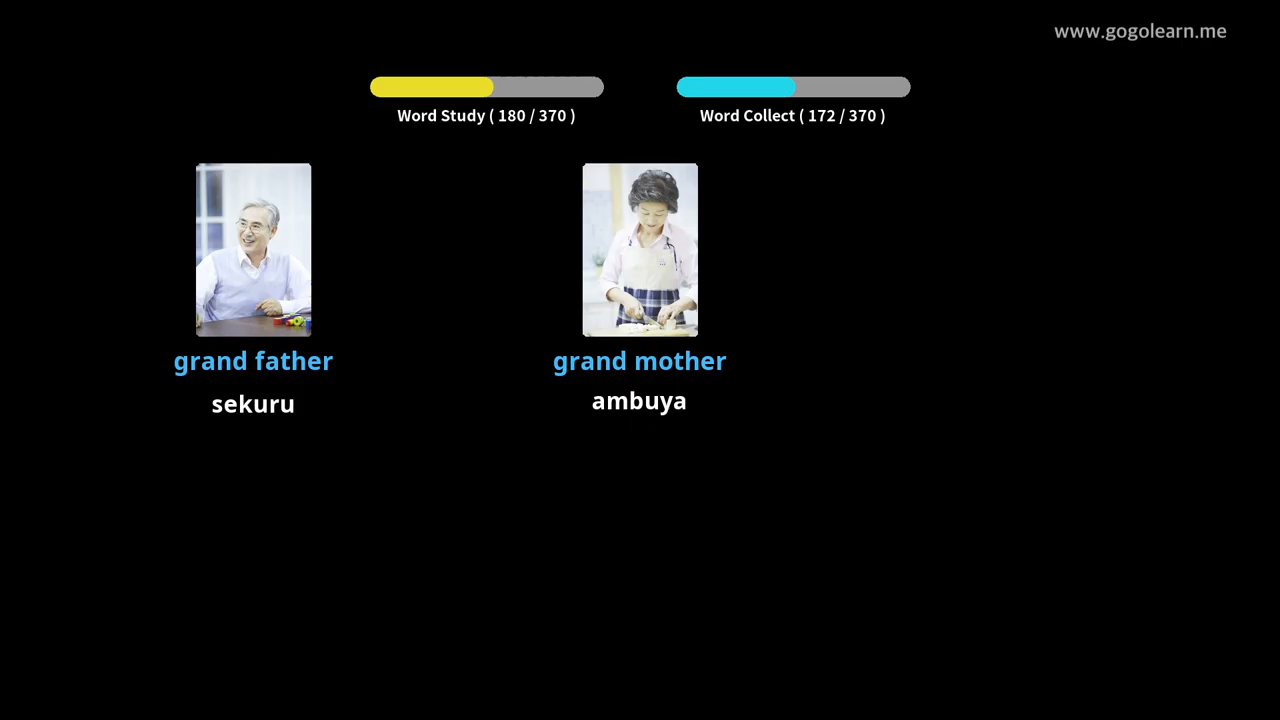 www.gogolearn.me
Word Study ( 180 / 370 )
Word Collect ( 172 / 370 )
grand father
sekuru
grand mother
ambuya